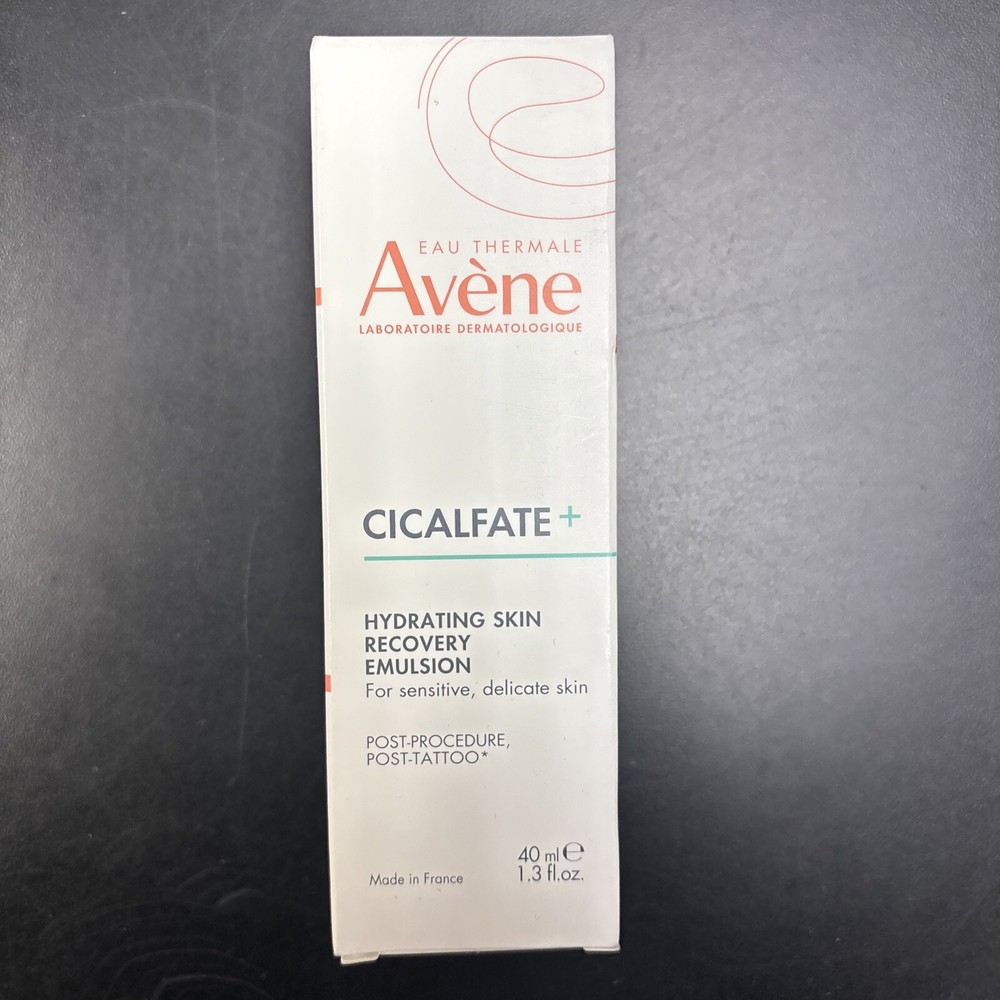 EAU THERMALE
Avène
LABORATOIRE DERMATOLOGIQUE
CICALFATE+
HYDRATING SKIN
RECOVERY
EMULSION
For sensitive, delicate skin
POST-PROCEDURE,
POST-TATTOO*
40 ml ℮
1.3 fl.oz.
Made in France